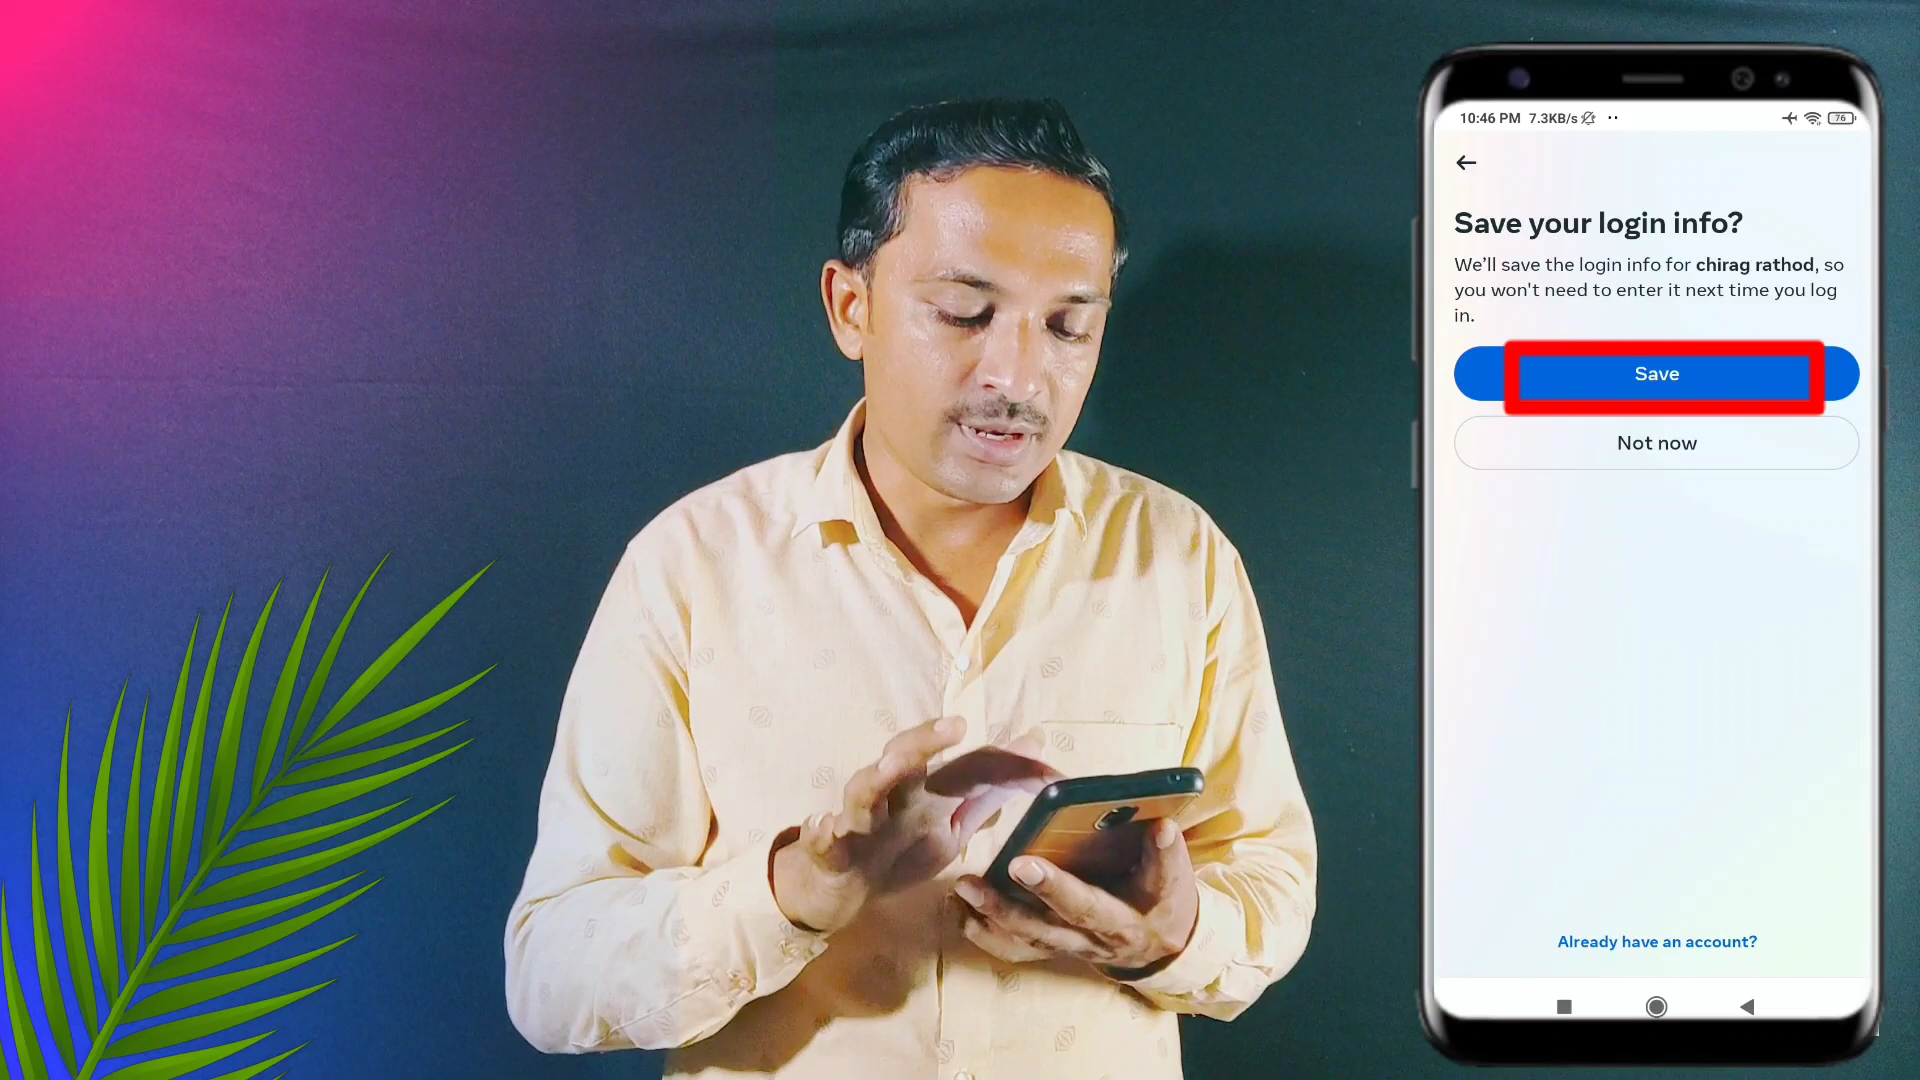 10:46 PM 7.3KB/s
76
Save your login info?
We'll save the login info for chirag rathod, so
you won't need to enter it next time you log
in.
Save
Not now
Already have an account?